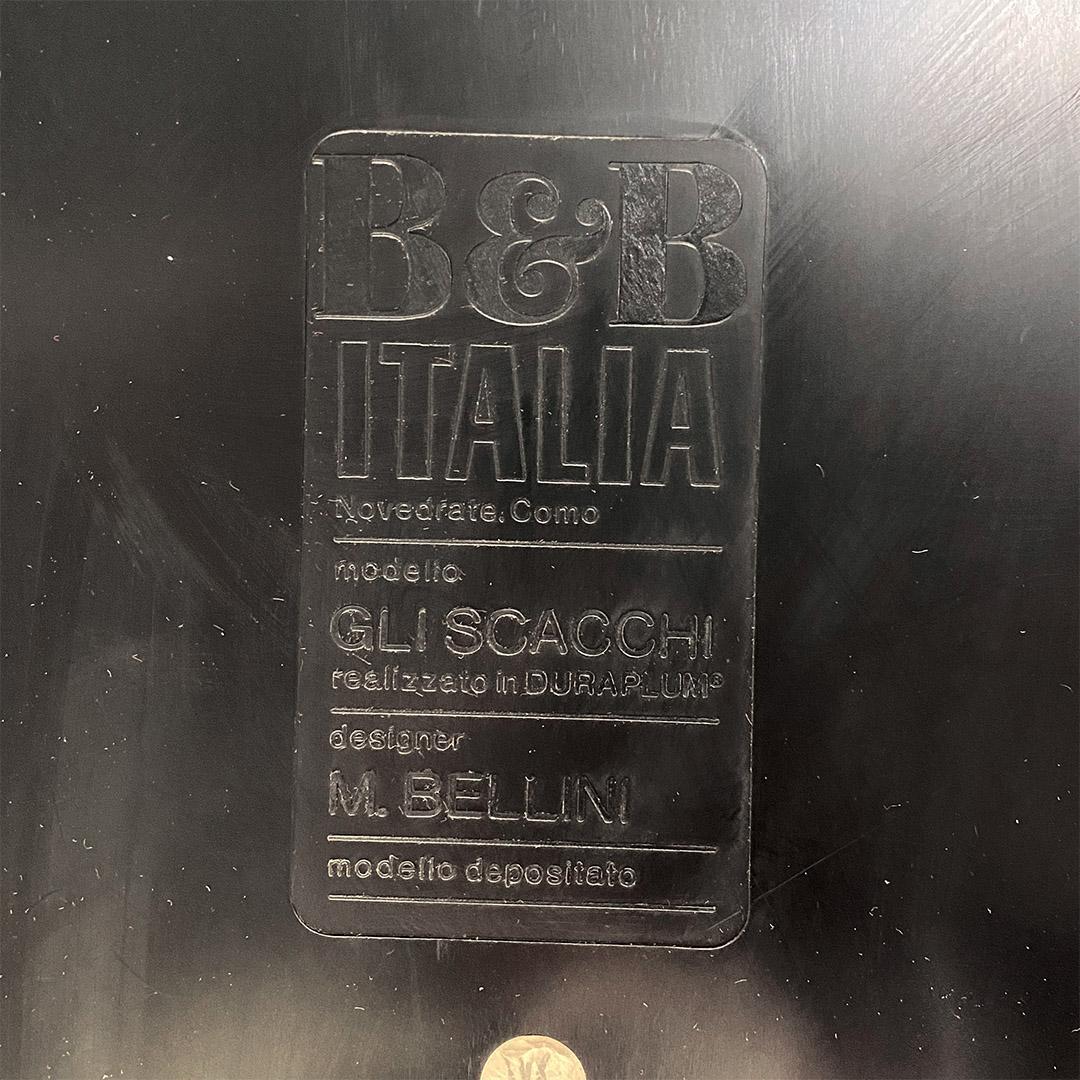 B&B
ITALIA
Novedrate.Como
modello
GLI SCACCHI
realizzato in DURAPLUM®
designer
M. BELLINI
modello depositato